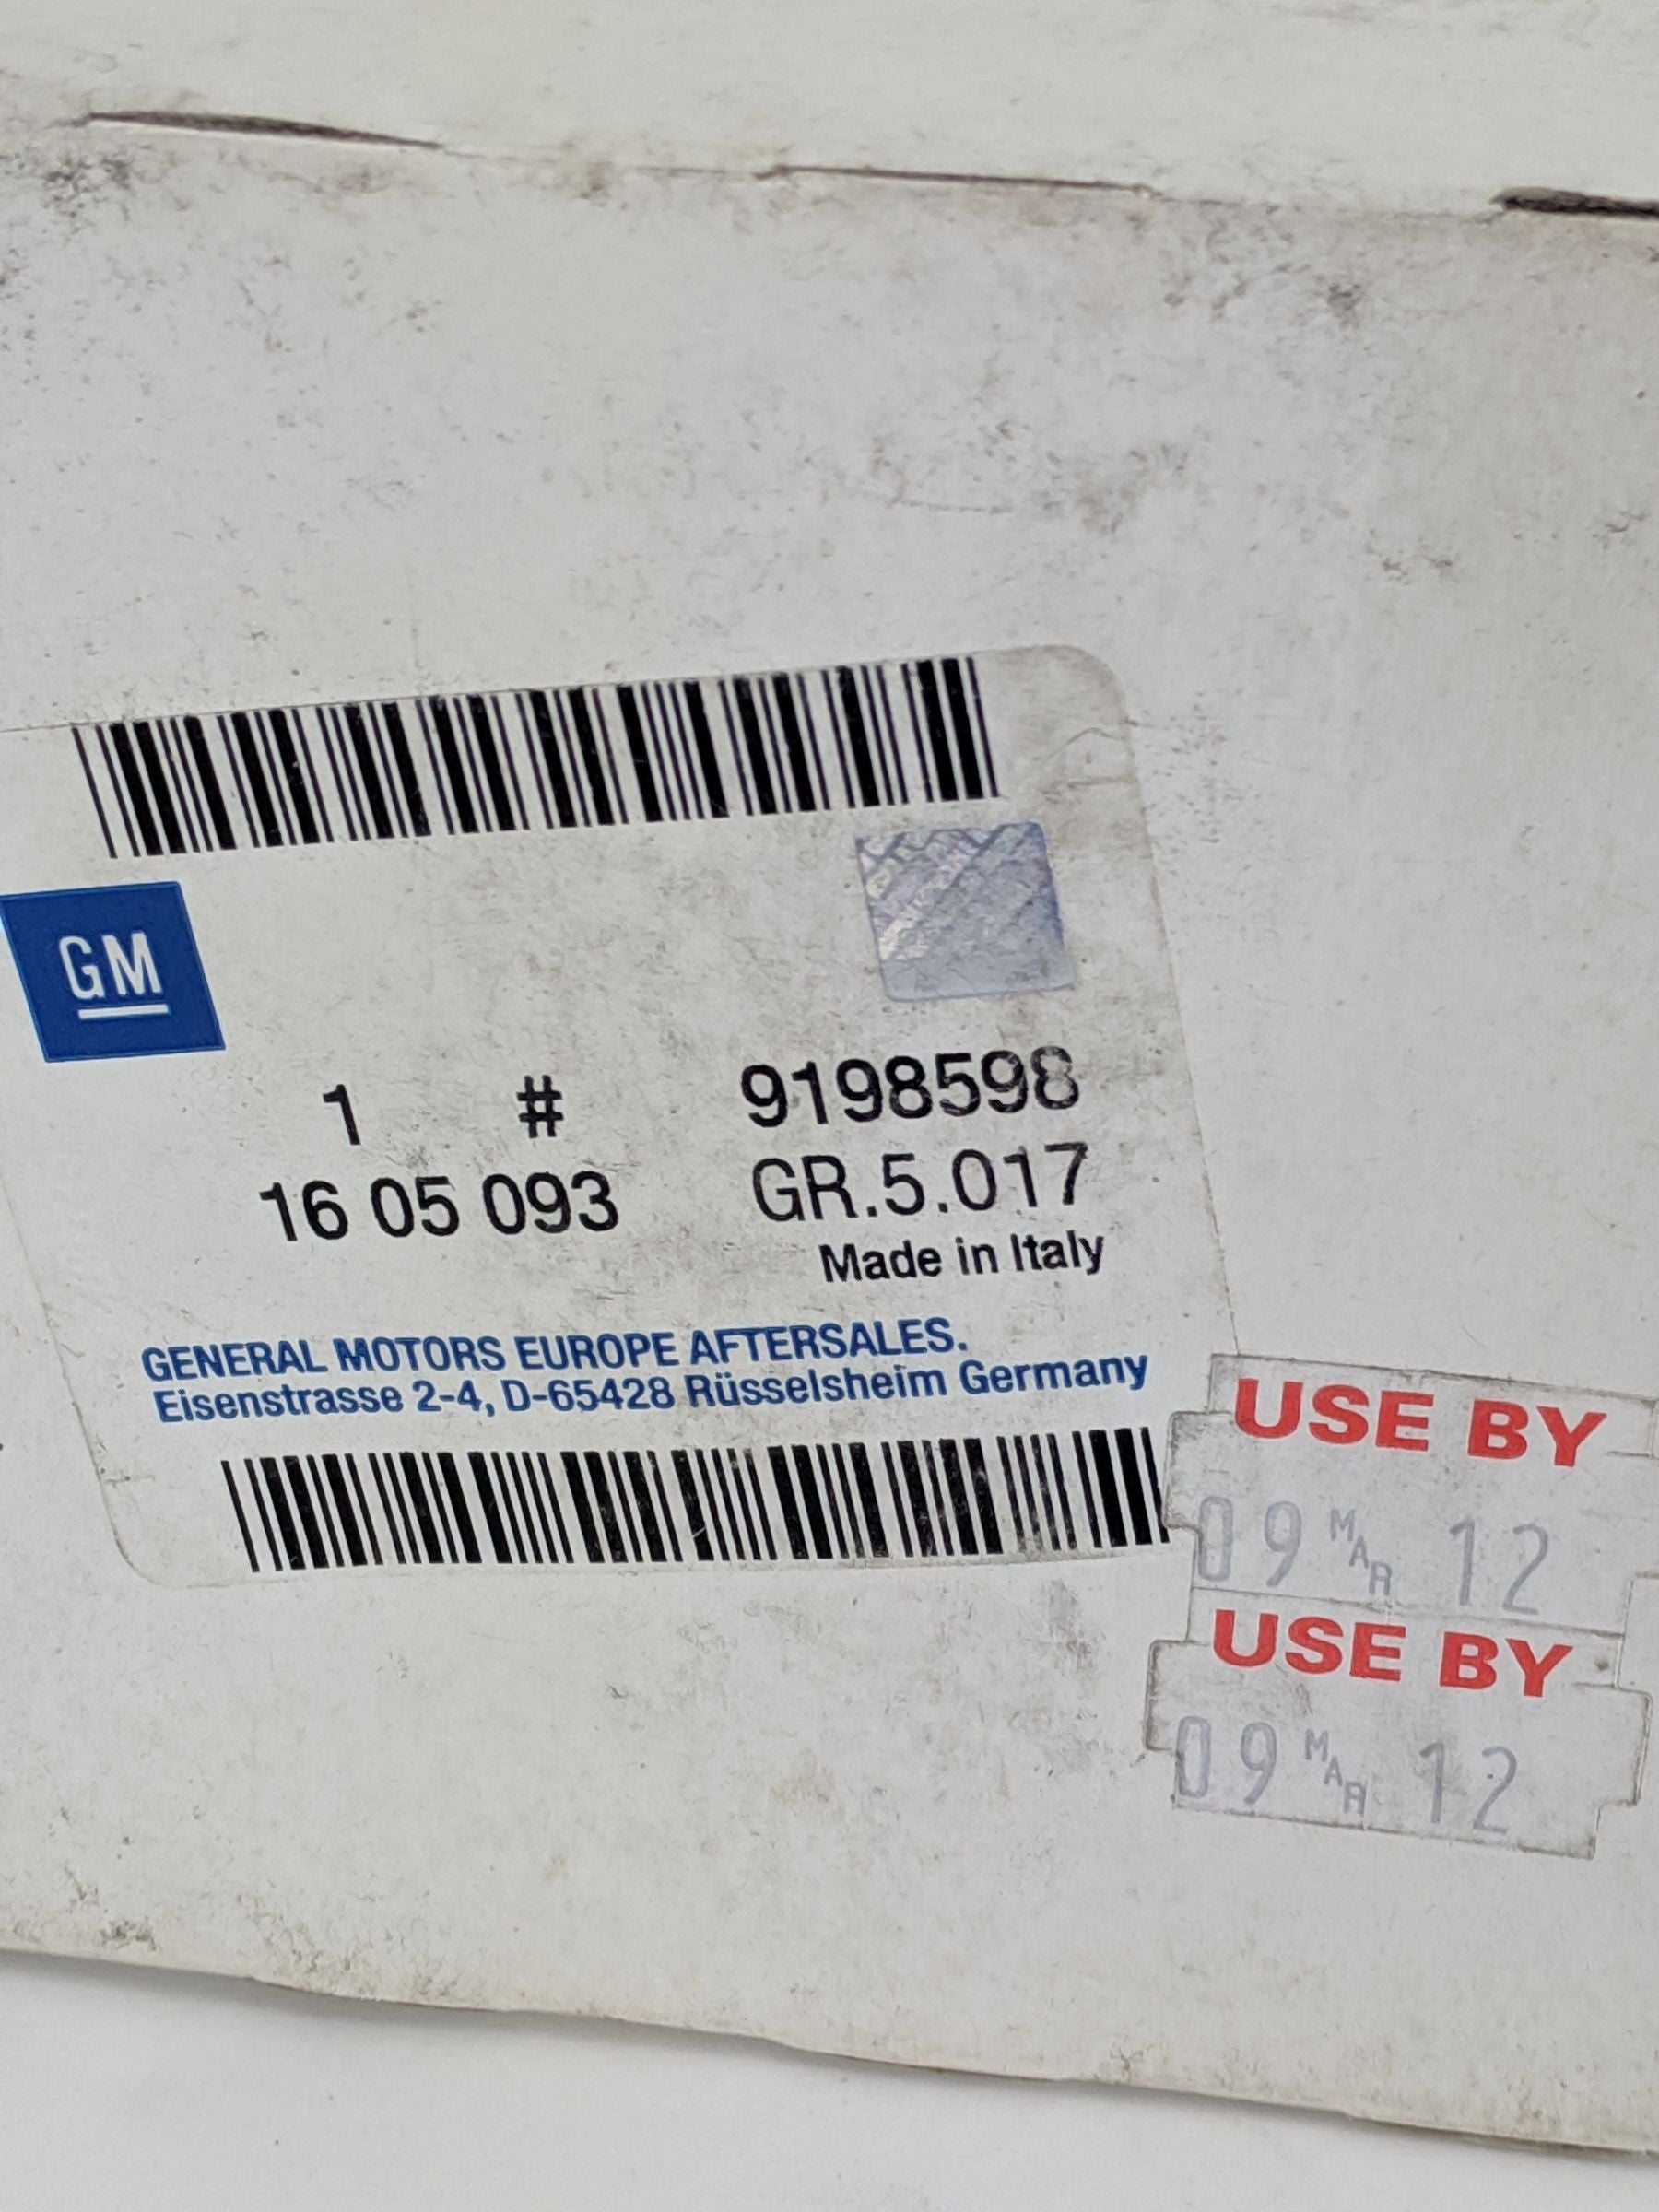 GM
1 # 9198598
16 05 093 GR.5.017
Made in Italy
GENERAL MOTORS EUROPE AFTERSALES.
Eisenstrasse 2-4, D-65428 Rüsselsheim Germany
USE BY
09 MAR 12
USE BY
09 MAR 12